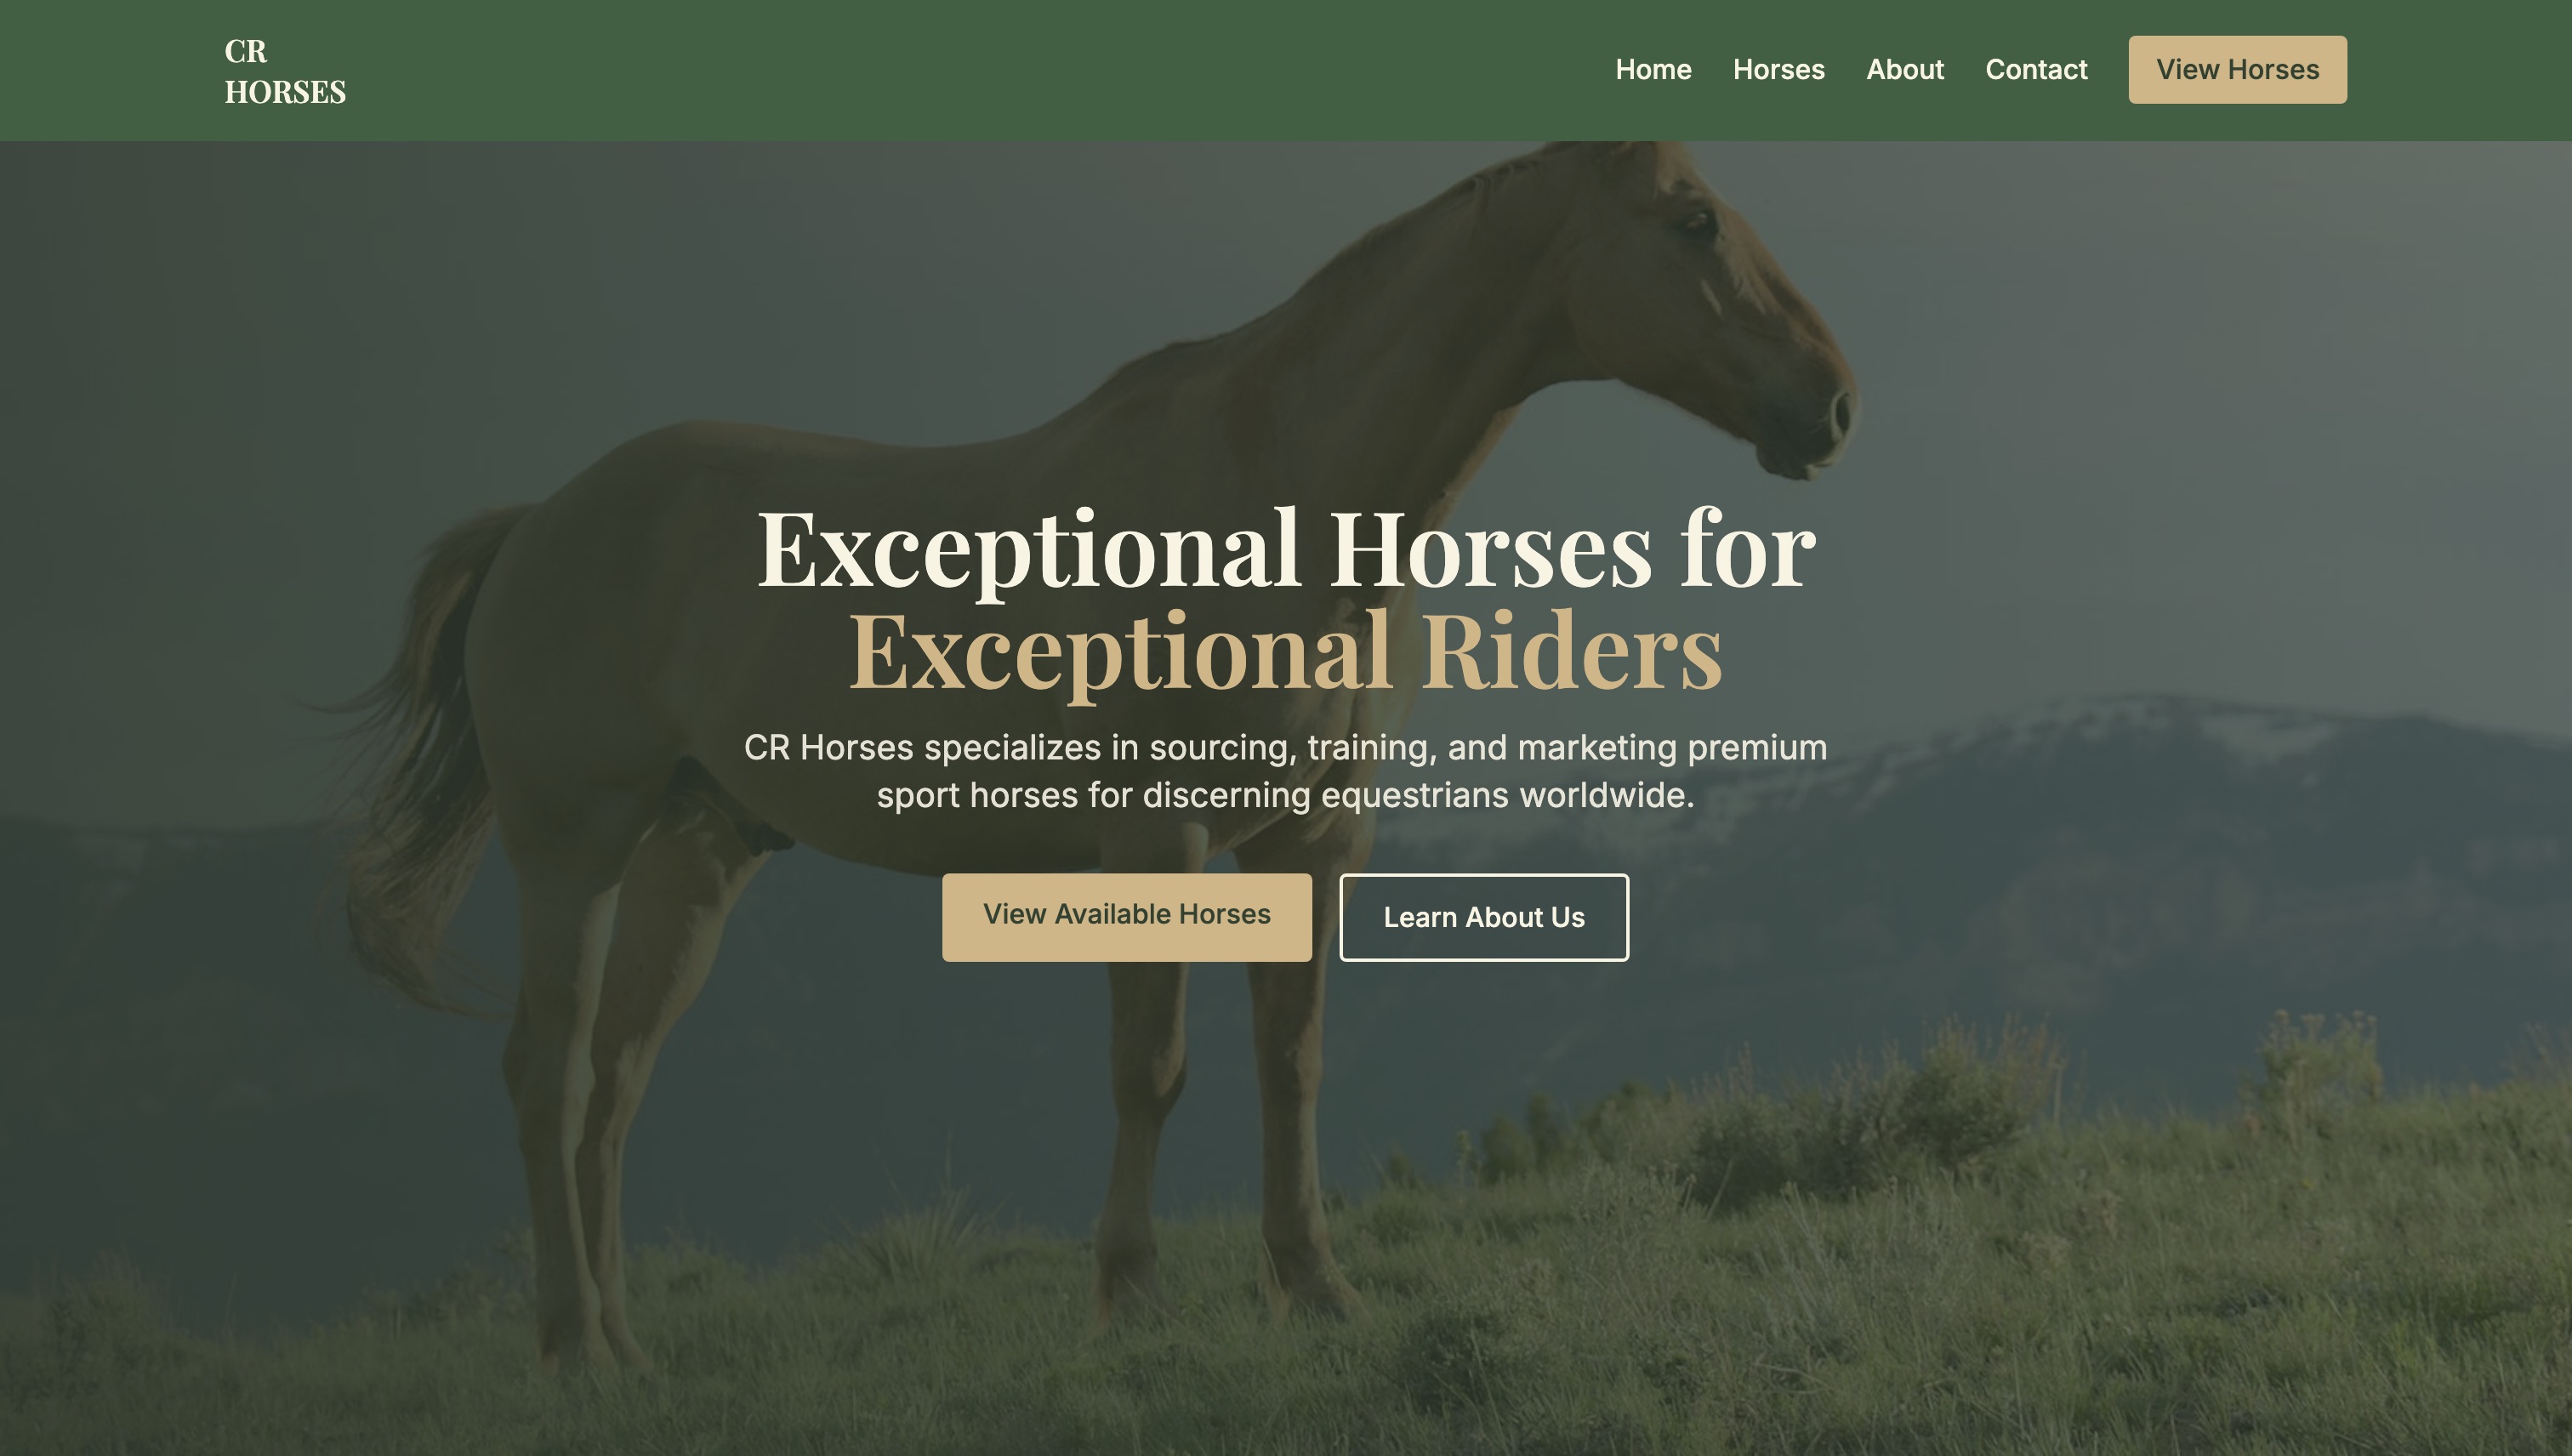 CR
HORSES
Home
Horses
About
Contact
View Horses
Exceptional Horses for
Exceptional Riders
CR Horses specializes in sourcing, training, and marketing premium
sport horses for discerning equestrians worldwide.
View Available Horses
Learn About Us